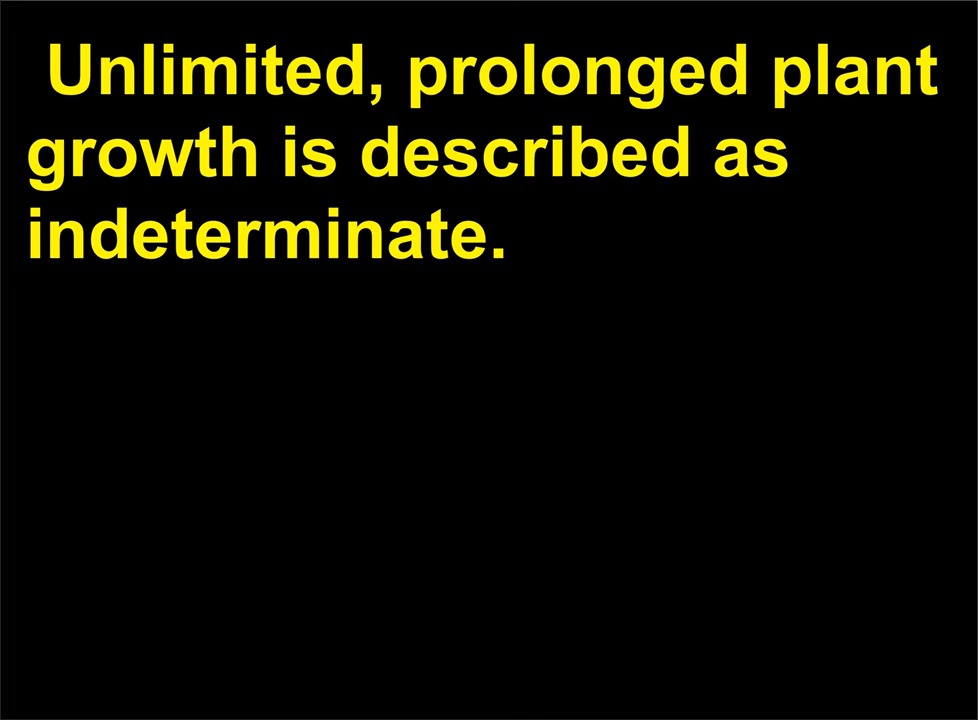 Unlimited, prolonged plant
growth is described as
indeterminate.